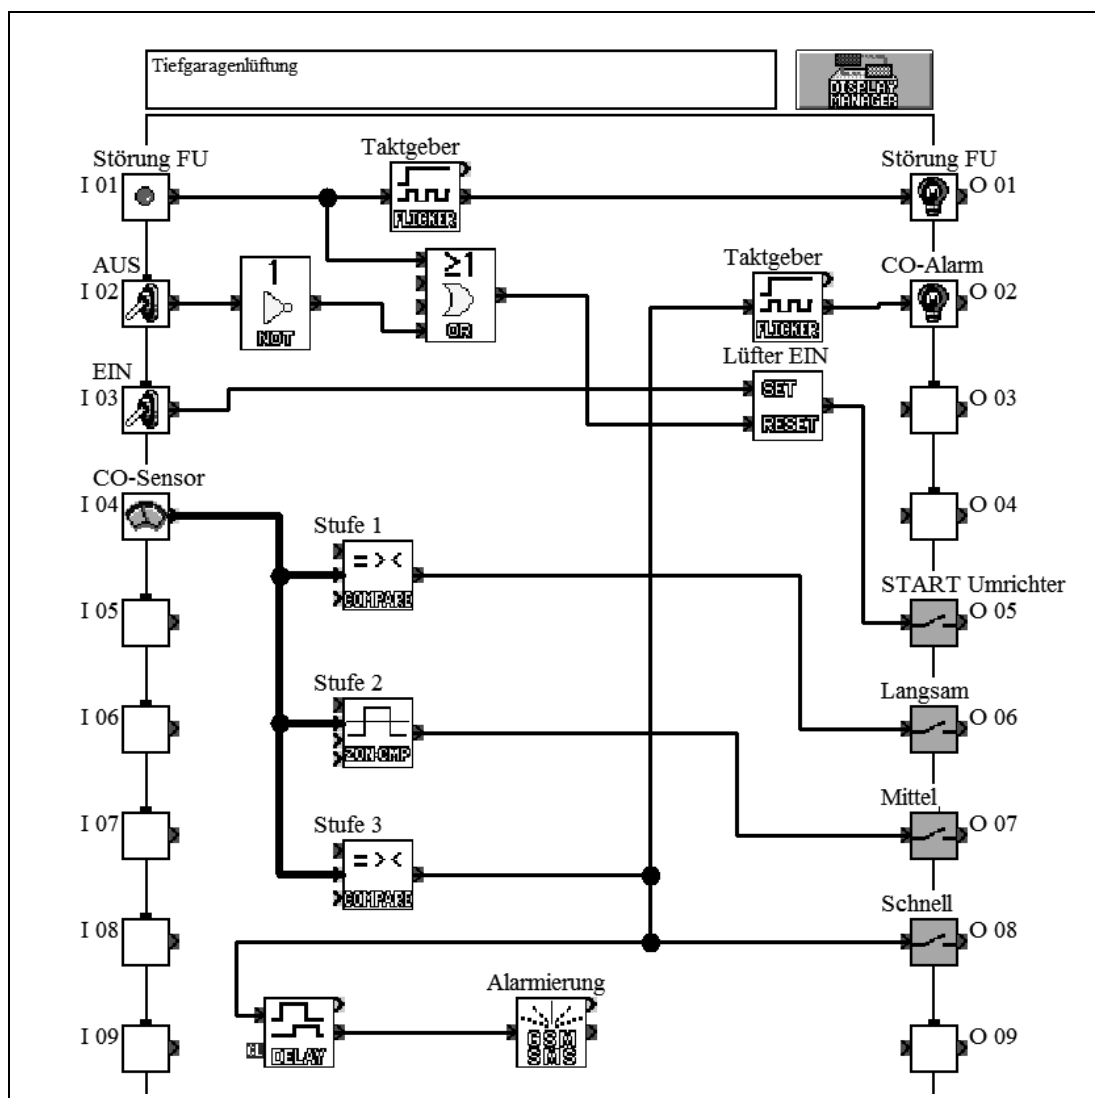 Tiefgaragenlüftung
DISPLAY
MANAGER
Störung FU
Taktgeber
Störung FU
I 01
FLICKER
O 01
AUS
1
≥1
Taktgeber
CO-Alarm
I 02
NOT
OR
FLICKER
O 02
EIN
Lüfter EIN
I 03
SET
RESET
O 03
CO-Sensor
I 04
Stufe 1
O 04
= > <
COMPARE
START Umrichter
I 05
O 05
Stufe 2
Langsam
I 06
ZON-CMP
O 06
Stufe 3
Mittel
I 07
= > <
COMPARE
O 07
Schnell
I 08
O 08
Alarmierung
I 09
CL
DELAY
GSM
SMS
O 09